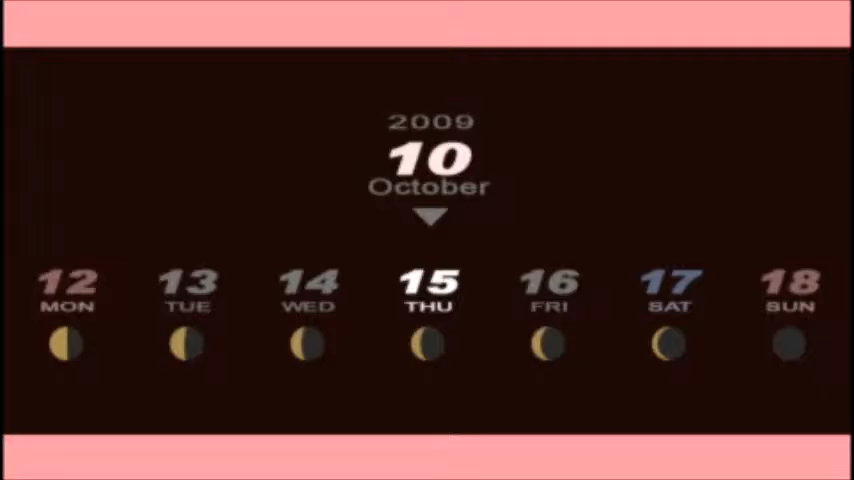 2009
10
October
12 13 14 15 16 17 18
MON TUE WED THU FRI SAT SUN